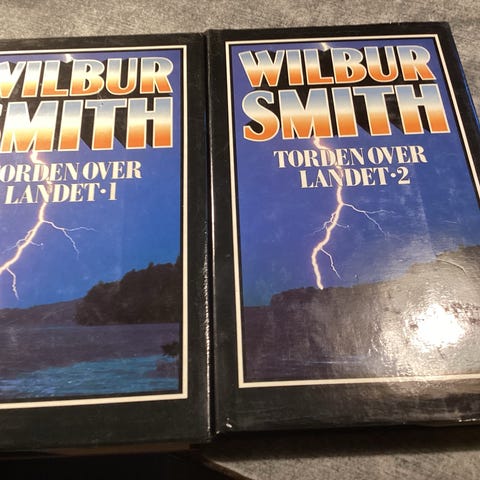 WILBUR
SMITH
TORDEN OVER
LANDET·1
WILBUR
SMITH
TORDEN OVER
LANDET·2